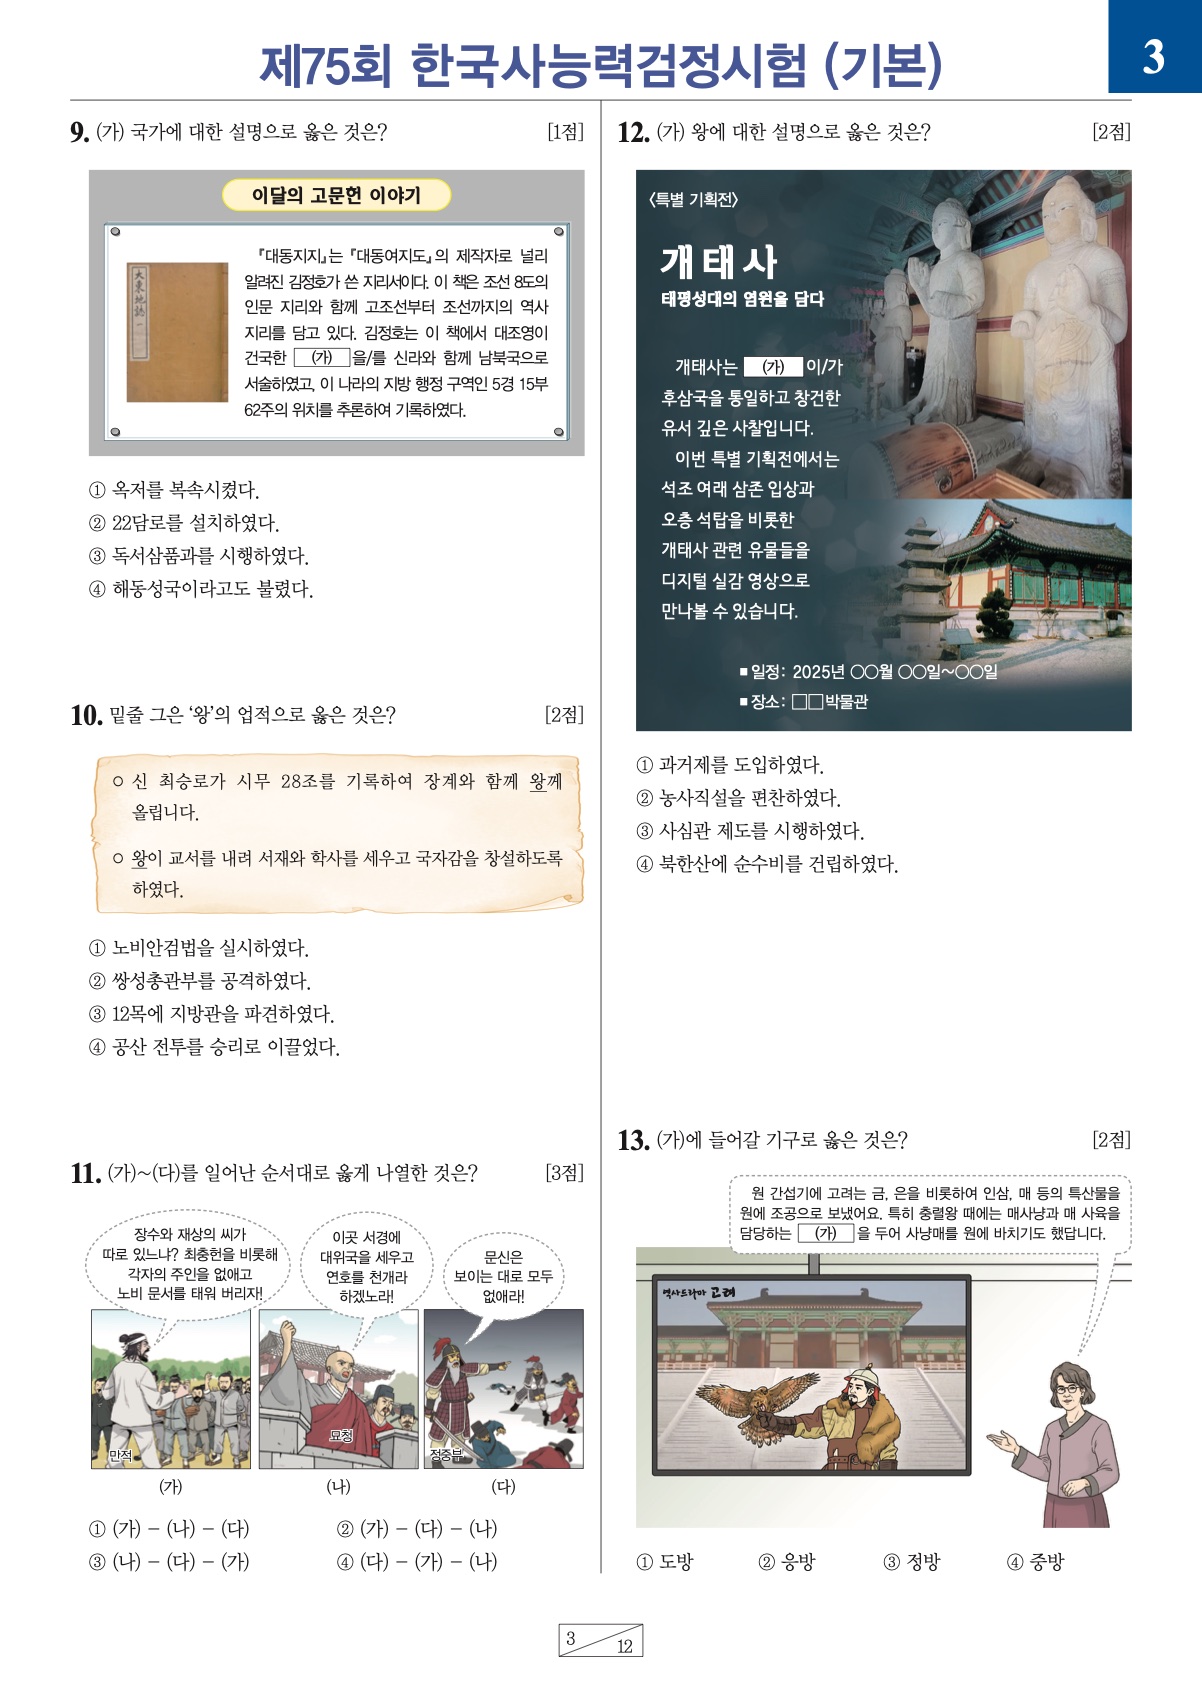 제75회 한국사능력검정시험 (기본)
3
9. (가) 국가에 대한 설명으로 옳은 것은? [1점]
이달의 고문헌 이야기
大東地志 一
『대동지지』는 『대동여지도』의 제작자로 널리
알려진 김정호가 쓴 지리서이다. 이 책은 조선 8도의
인문 지리와 함께 고조선부터 조선까지의 역사
지리를 담고 있다. 김정호는 이 책에서 대조영이
건국한 (가) 을/를 신라와 함께 남북국으로
서술하였고, 이 나라의 지방 행정 구역인 5경 15부
62주의 위치를 추론하여 기록하였다.
① 옥저를 복속시켰다.
② 22담로를 설치하였다.
③ 독서삼품과를 시행하였다.
④ 해동성국이라고도 불렸다.
10. 밑줄 그은 ‘왕’의 업적으로 옳은 것은? [2점]
○ 신 최승로가 시무 28조를 기록하여 장계와 함께 왕께
올립니다.
○ 왕이 교서를 내려 서재와 학사를 세우고 국자감을 창설하도록
하였다.
① 노비안검법을 실시하였다.
② 쌍성총관부를 공격하였다.
③ 12목에 지방관을 파견하였다.
④ 공산 전투를 승리로 이끌었다.
11. (가)~(다)를 일어난 순서대로 옳게 나열한 것은? [3점]
장수와 재상의 씨가
따로 있느냐? 최충헌을 비롯해
각자의 주인을 없애고
노비 문서를 태워 버리자!
만적
(가)
이곳 서경에
대위국을 세우고
연호를 천개라
하겠노라!
묘청
(나)
문신은
보이는 대로 모두
없애라!
정중부
(다)
① (가) - (나) - (다) ② (가) - (다) - (나)
③ (나) - (다) - (가) ④ (다) - (가) - (나)
12. (가) 왕에 대한 설명으로 옳은 것은? [2점]
〈특별 기획전〉
개태사
태평성대의 염원을 담다
개태사는 (가) 이/가
후삼국을 통일하고 창건한
유서 깊은 사찰입니다.
이번 특별 기획전에서는
석조 여래 삼존 입상과
오층 석탑을 비롯한
개태사 관련 유물들을
디지털 실감 영상으로
만나볼 수 있습니다.
■ 일정: 2025년 ○○월 ○○일~○○일
■ 장소: □□박물관
① 과거제를 도입하였다.
② 농사직설을 편찬하였다.
③ 사심관 제도를 시행하였다.
④ 북한산에 순수비를 건립하였다.
13. (가)에 들어갈 기구로 옳은 것은? [2점]
원 간섭기에 고려는 금, 은을 비롯하여 인삼, 매 등의 특산물을
원에 조공으로 보냈어요. 특히 충렬왕 때에는 매사냥과 매 사육을
담당하는 (가) 을 두어 사냥매를 원에 바치기도 했답니다.
역사드라마 고려
① 도방 ② 응방 ③ 정방 ④ 중방
3
12